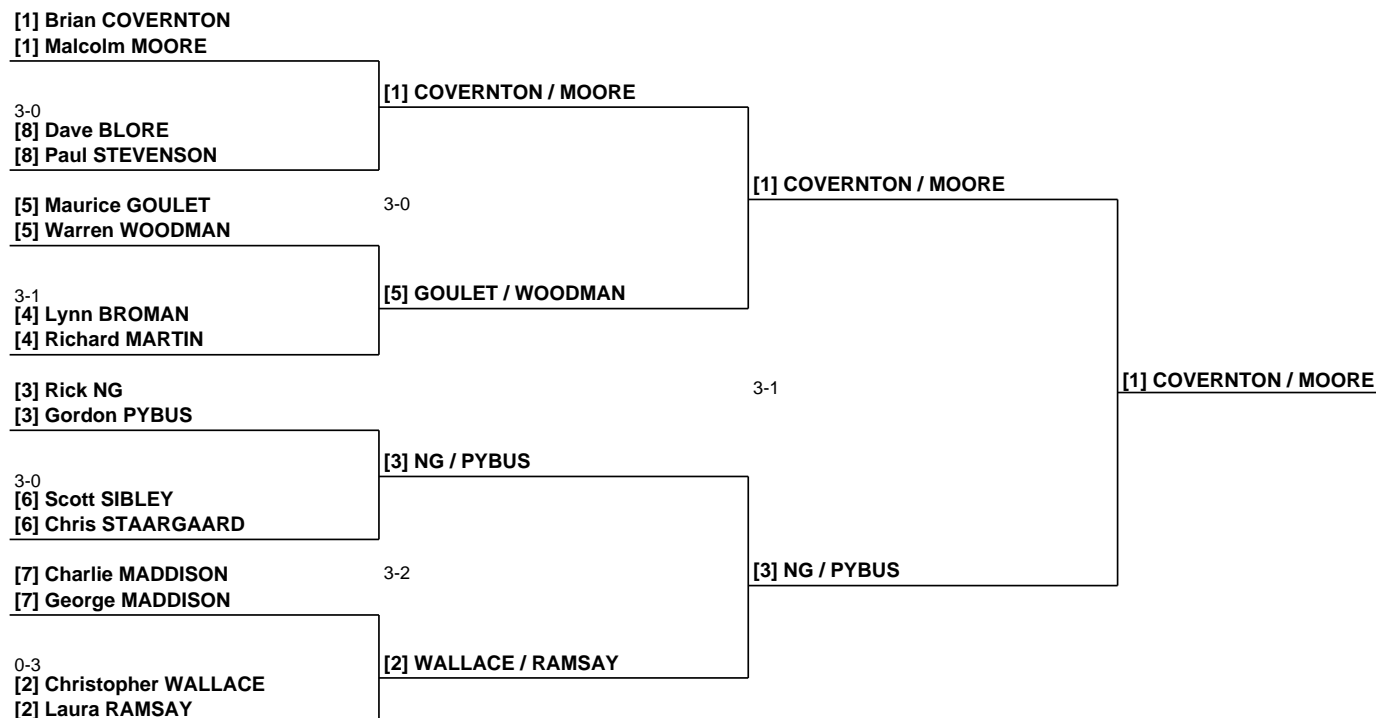 [1] Brian COVERNTON
[1] Malcolm MOORE
[1] COVERNTON / MOORE
3-0
[8] Dave BLORE
[8] Paul STEVENSON
[1] COVERNTON / MOORE
[5] Maurice GOULET
3-0
[5] Warren WOODMAN
3-1
[5] GOULET / WOODMAN
[4] Lynn BROMAN
[4] Richard MARTIN
[1] COVERNTON / MOORE
[3] Rick NG
3-1
[3] Gordon PYBUS
[3] NG / PYBUS
3-0
[6] Scott SIBLEY
[6] Chris STAARGAARD
[7] Charlie MADDISON
3-2
[3] NG / PYBUS
[7] George MADDISON
0-3
[2] WALLACE / RAMSAY
[2] Christopher WALLACE
[2] Laura RAMSAY